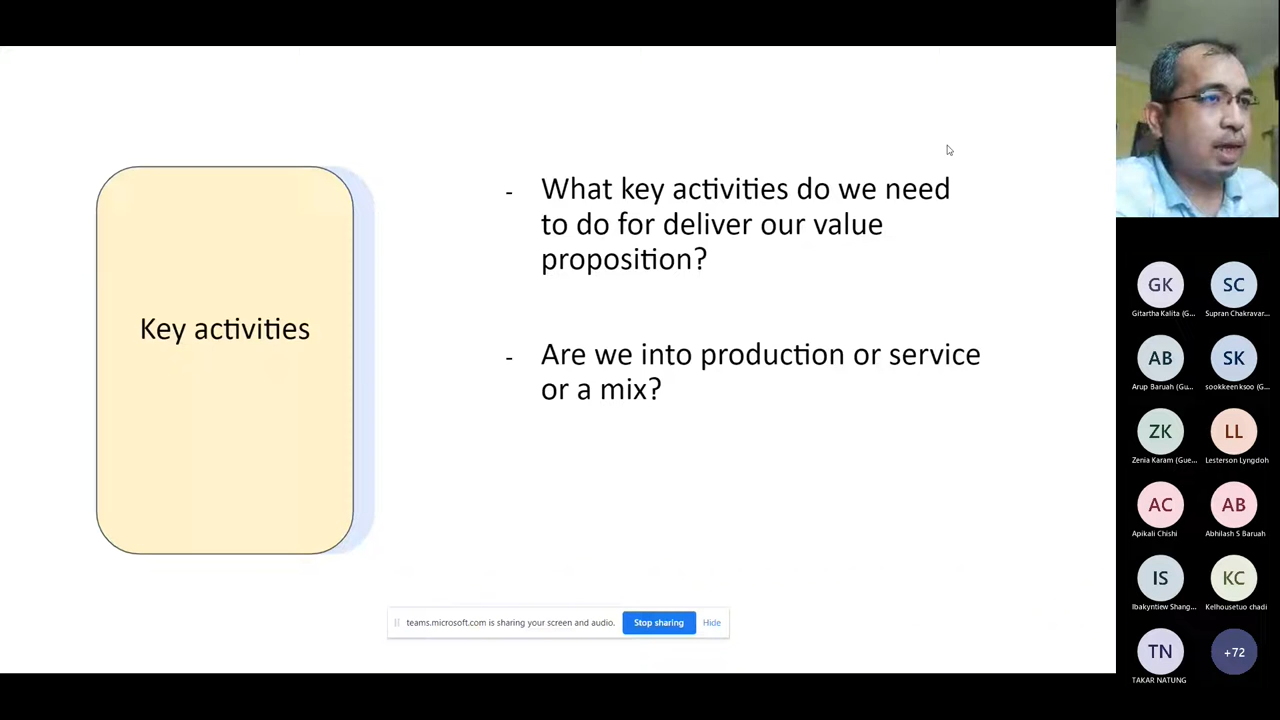 Key activities
- What key activities do we need
to do for deliver our value
proposition?
- Are we into production or service
or a mix?
teams.microsoft.com is sharing your screen and audio.
Stop sharing
Hide
GK
SC
Gitartha Kalita (G...
Supran Chakravar...
AB
SK
Arup Baruah (Gu...
sookkeen ksoo (G...
ZK
LL
Zenia Karam (Gue...
Lesterson Lyngdoh
AC
AB
Apikali Chishi
Abhilash S Baruah
IS
KC
Ibakyntiew Shang...
Kelhousetuo chadi
TN
+72
TAKAR NATUNG